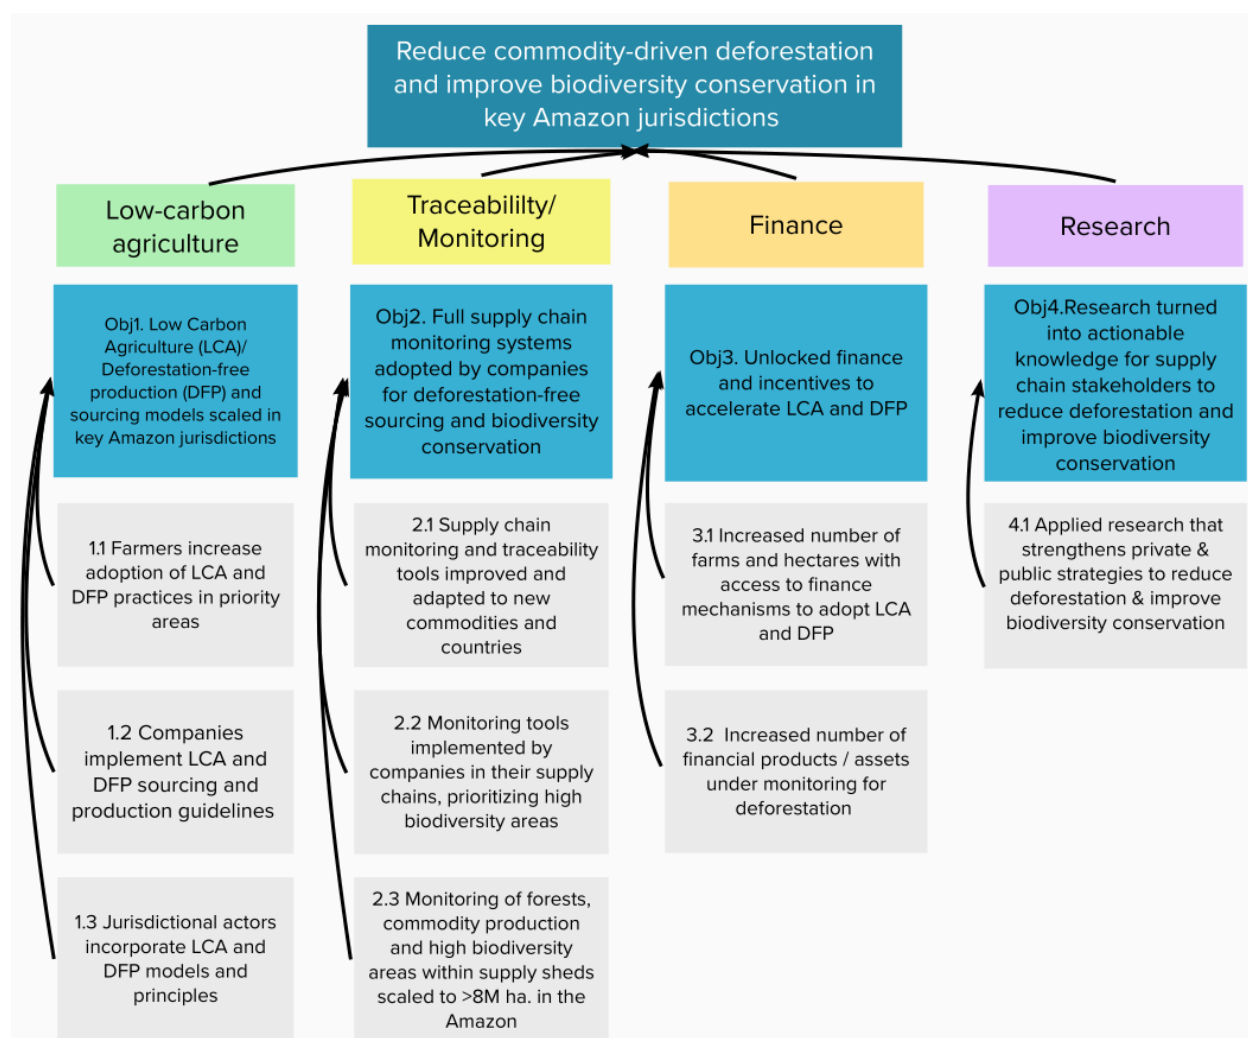 Reduce commodity-driven deforestation
and improve biodiversity conservation in
key Amazon jurisdictions
Low-carbon
agriculture
Traceabililty/
Monitoring
Finance
Research
Obj1. Low Carbon
Agriculture (LCA)/
Deforestation-free
production (DFP) and
sourcing models scaled in
key Amazon jurisdictions
Obj2. Full supply chain
monitoring systems
adopted by companies
for deforestation-free
sourcing and biodiversity
conservation
Obj3. Unlocked finance
and incentives to
accelerate LCA and DFP
Obj4.Research turned
into actionable
knowledge for supply
chain stakeholders to
reduce deforestation and
improve biodiversity
conservation
1.1 Farmers increase
adoption of LCA and
DFP practices in priority
areas
2.1 Supply chain
monitoring and traceability
tools improved and
adapted to new
commodities and
countries
3.1 Increased number of
farms and hectares with
access to finance
mechanisms to adopt LCA
and DFP
4.1 Applied research that
strengthens private &
public strategies to reduce
deforestation & improve
biodiversity conservation
1.2 Companies
implement LCA and
DFP sourcing and
production guidelines
2.2 Monitoring tools
implemented by
companies in their supply
chains, prioritizing high
biodiversity areas
3.2 Increased number of
financial products / assets
under monitoring for
deforestation
1.3 Jurisdictional actors
incorporate LCA and
DFP models and
principles
2.3 Monitoring of forests,
commodity production
and high biodiversity
areas within supply sheds
scaled to >8M ha. in the
Amazon